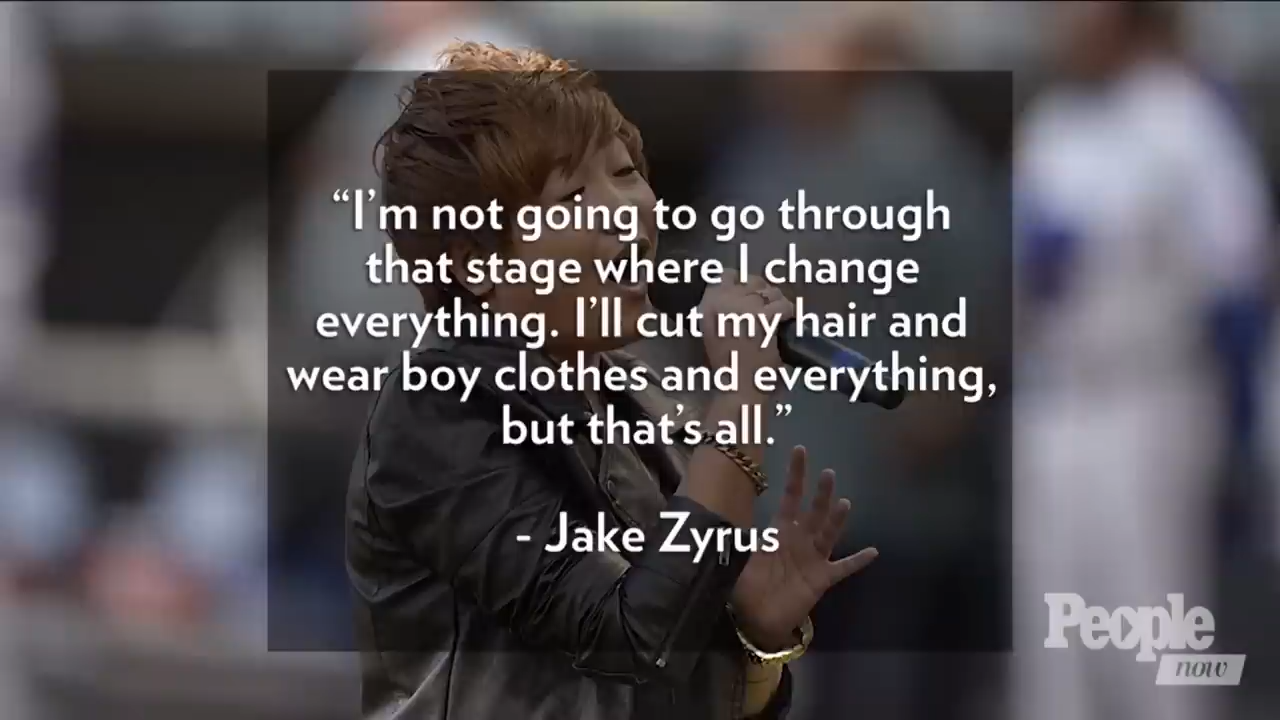 “I’m not going to go through
that stage where I change
everything. I’ll cut my hair and
wear boy clothes and everything,
but that’s all.”
- Jake Zyrus
People
now